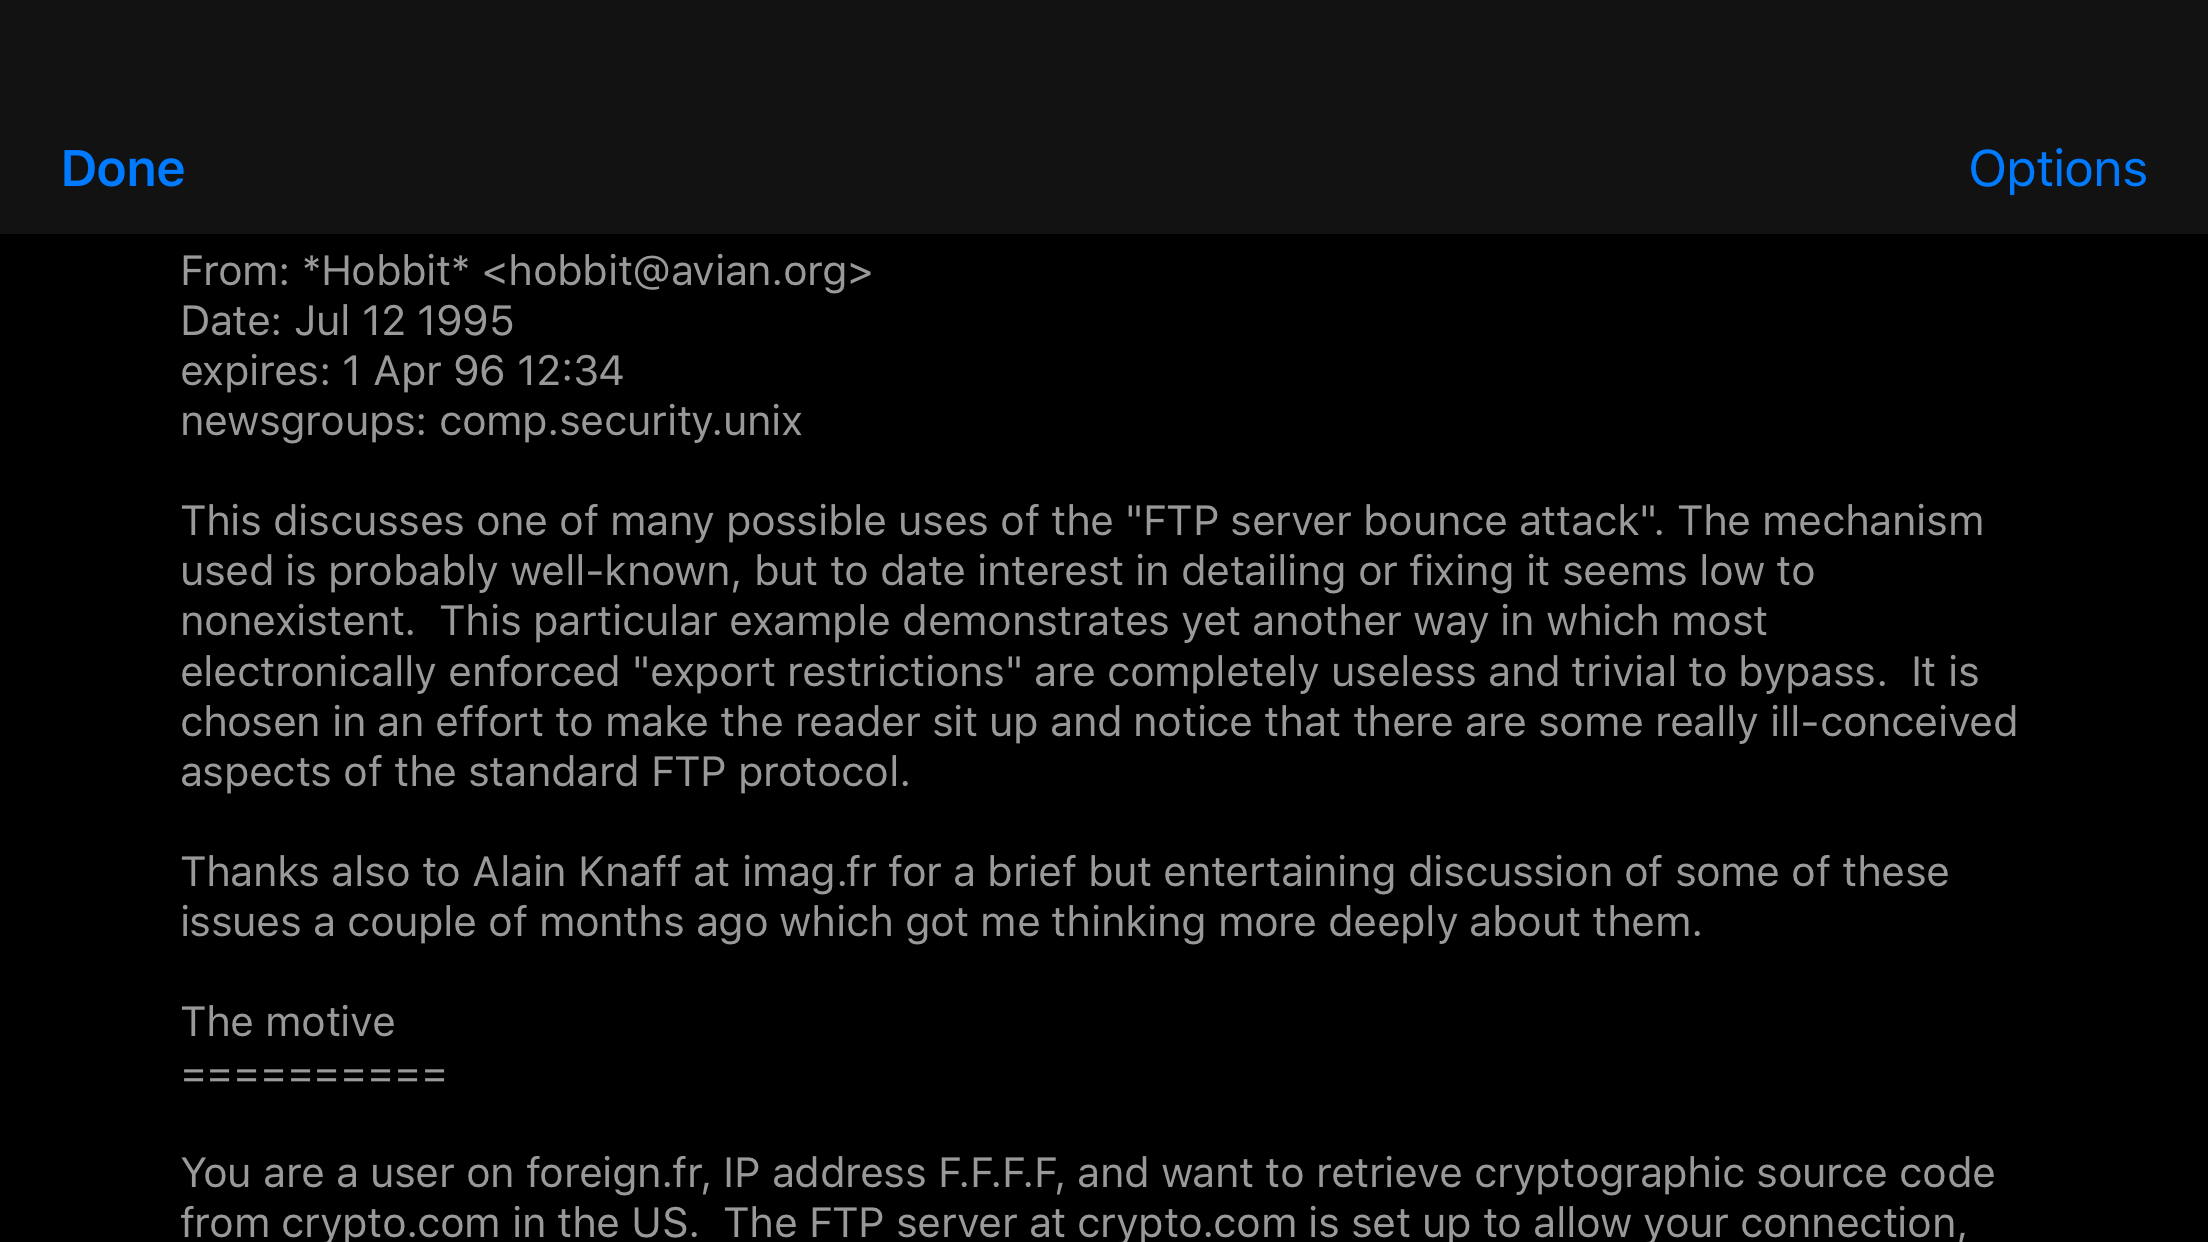 Done
Options
From: *Hobbit* <hobbit@avian.org>
Date: Jul 12 1995
expires: 1 Apr 96 12:34
newsgroups: comp.security.unix
This discusses one of many possible uses of the "FTP server bounce attack". The mechanism
used is probably well-known, but to date interest in detailing or fixing it seems low to
nonexistent.  This particular example demonstrates yet another way in which most
electronically enforced "export restrictions" are completely useless and trivial to bypass.  It is
chosen in an effort to make the reader sit up and notice that there are some really ill-conceived
aspects of the standard FTP protocol.
Thanks also to Alain Knaff at imag.fr for a brief but entertaining discussion of some of these
issues a couple of months ago which got me thinking more deeply about them.
The motive
==========
You are a user on foreign.fr, IP address F.F.F.F, and want to retrieve cryptographic source code
from crypto.com in the US.  The FTP server at crypto.com is set up to allow your connection,